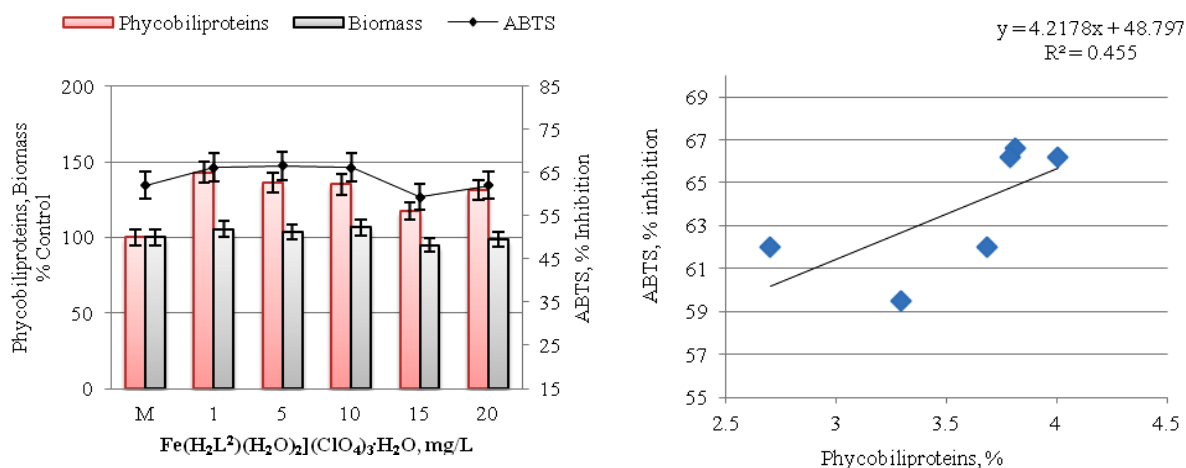 Phycobiliproteins Biomass ABTS
Phycobiliproteins, Biomass
% Control
200
150
100
50
0
85
75
65
55
45
35
25
15
ABTS, % Inhibition
M 1 5 10 15 20
Fe(H₂L²)(H₂O)₂](ClO₄)₃·H₂O, mg/L
y = 4.2178x + 48.797
R² = 0.455
ABTS, % inhibition
69
67
65
63
61
59
57
55
2.5 3 3.5 4 4.5
Phycobiliproteins, %